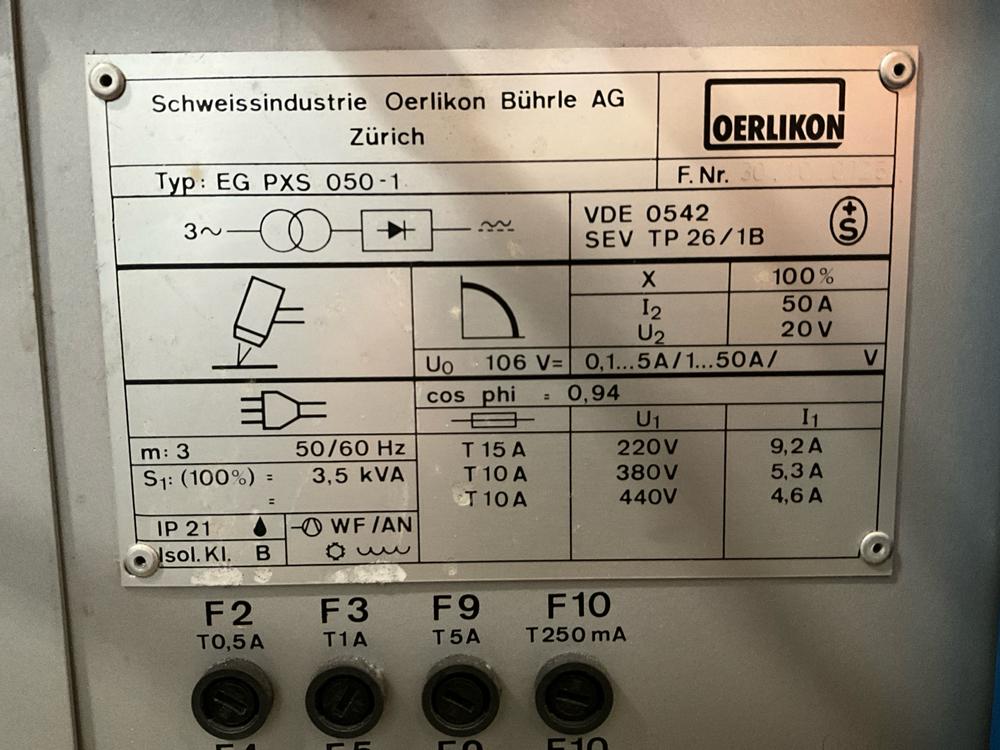 Schweissindustrie Oerlikon Bührle AG
Zürich
OERLIKON
Typ: EG PXS 050-1
F. Nr.
3~
VDE 0542
SEV TP 26/1B
+S
X 100%
I2 50 A
U2 20 V
U0 106 V= 0,1...5A/1...50A/ V
cos phi = 0,94
U1 I1
m: 3 50/60 Hz
T 15 A 220V 9,2 A
S1: (100%) = 3,5 kVA
=
T 10 A 380V 5,3 A
T 10 A 440V 4,6 A
IP 21 WF/AN
Isol. Kl. B
F2 F3 F9 F10
T0,5A T1A T5A T250mA